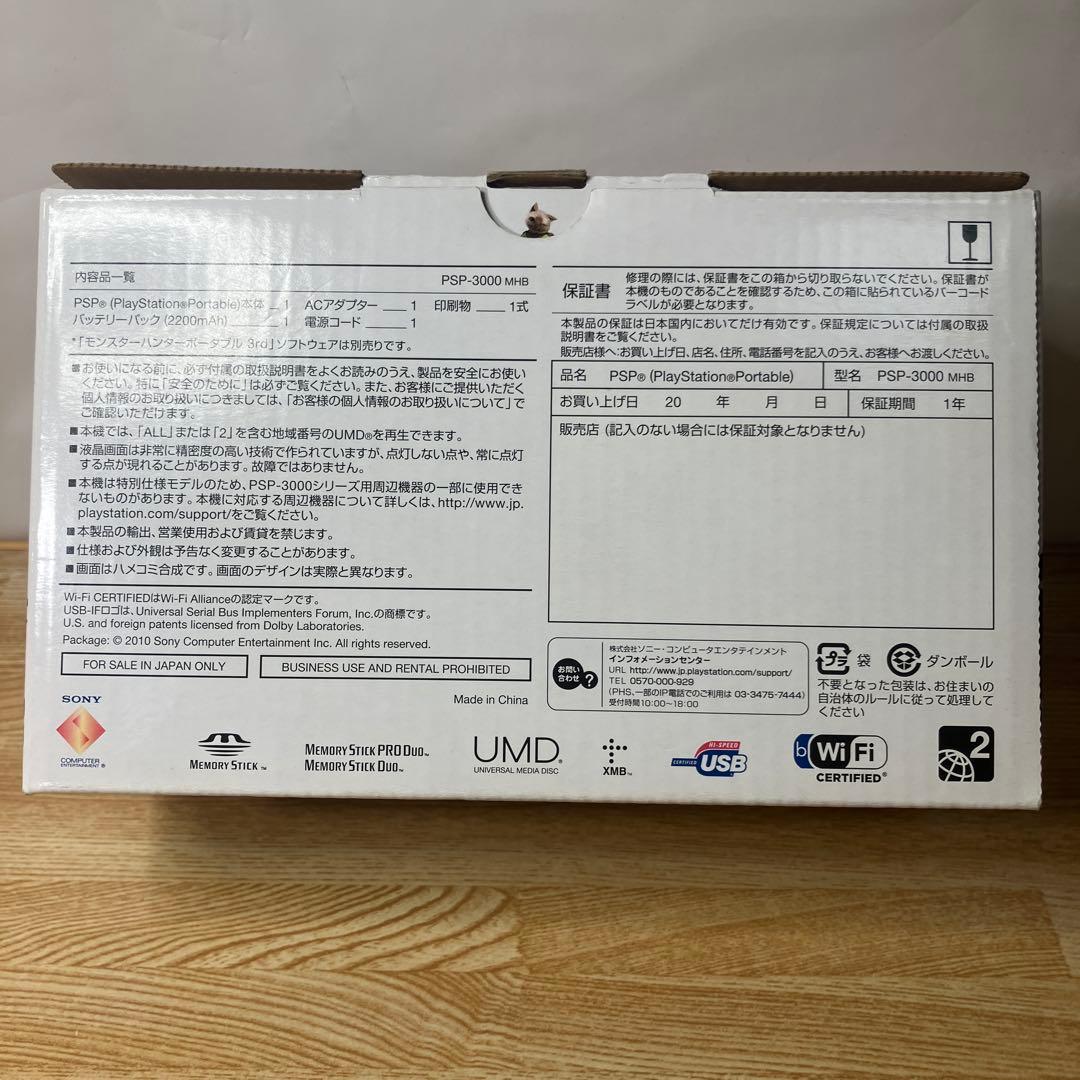 内容品一覧 PSP-3000 MHB
PSP® (PlayStation®Portable)本体 1 ACアダプター 1 印刷物 1式
バッテリーパック (2200mAh) 1 電源コード 1
*「モンスターハンターポータブル 3rd」ソフトウェアは別売りです。
■お使いになる前に、必ず付属の取扱説明書をよくお読みのうえ、製品を安全にお使い
ください。特に「安全のために」は必ずご覧ください。また、お客様にご提供いただく
個人情報のお取り扱いにつきましては、「お客様の個人情報のお取り扱いについて」で
ご確認いただけます。
■本機では、「ALL」または「2」を含む地域番号のUMD®を再生できます。
■液晶画面は非常に精密度の高い技術で作られていますが、点灯しない点や、常に点灯
する点が現れることがあります。故障ではありません。
■本機は特別仕様モデルのため、PSP-3000シリーズ用周辺機器の一部に使用でき
ないものがあります。本機に対応する周辺機器について詳しくは、http://www.jp.
playstation.com/support/をご覧ください。
■本製品の輸出、営業使用および賃貸を禁じます。
■仕様および外観は予告なく変更することがあります。
■画面はハメコミ合成です。画面のデザインは実際と異なります。
Wi-Fi CERTIFIEDはWi-Fi Allianceの認定マークです。
USB-IFロゴは、Universal Serial Bus Implementers Forum, Inc.の商標です。
U.S. and foreign patents licensed from Dolby Laboratories.
Package: © 2010 Sony Computer Entertainment Inc. All rights reserved.
FOR SALE IN JAPAN ONLY
BUSINESS USE AND RENTAL PROHIBITED
Made in China
保証書
修理の際には、保証書をこの箱から切り取らないでください。保証書が
本機のものであることを確認するため、この箱に貼られているバーコード
ラベルが必要となります。
本製品の保証は日本国内においてだけ有効です。保証規定については付属の取扱
説明書をご覧ください。
販売店様へ:お買い上げ日、店名、住所、電話番号を記入のうえ、お客様へお渡しください。
品名 PSP® (PlayStation®Portable) 型名 PSP-3000 MHB
お買い上げ日 20 年 月 日 保証期間 1年
販売店 (記入のない場合には保証対象となりません)
お問い
合わせ ?
株式会社ソニー・コンピュータエンタテインメント
インフォメーションセンター
URL http://www.jp.playstation.com/support/
TEL 0570-000-929
(PHS、一部のIP電話でのご利用は 03-3475-7444)
受付時間10:00～18:00
プラ 袋 ダンボール
不要となった包装は、お住まいの
自治体のルールに従って処理して
ください
SONY
COMPUTER
ENTERTAINMENT®
MEMORY STICK™
MEMORY STICK PRO DUO™
MEMORY STICK DUO™
UMD®
UNIVERSAL MEDIA DISC
XMB™
HI-SPEED
CERTIFIED USB
b Wi Fi
CERTIFIED®
2